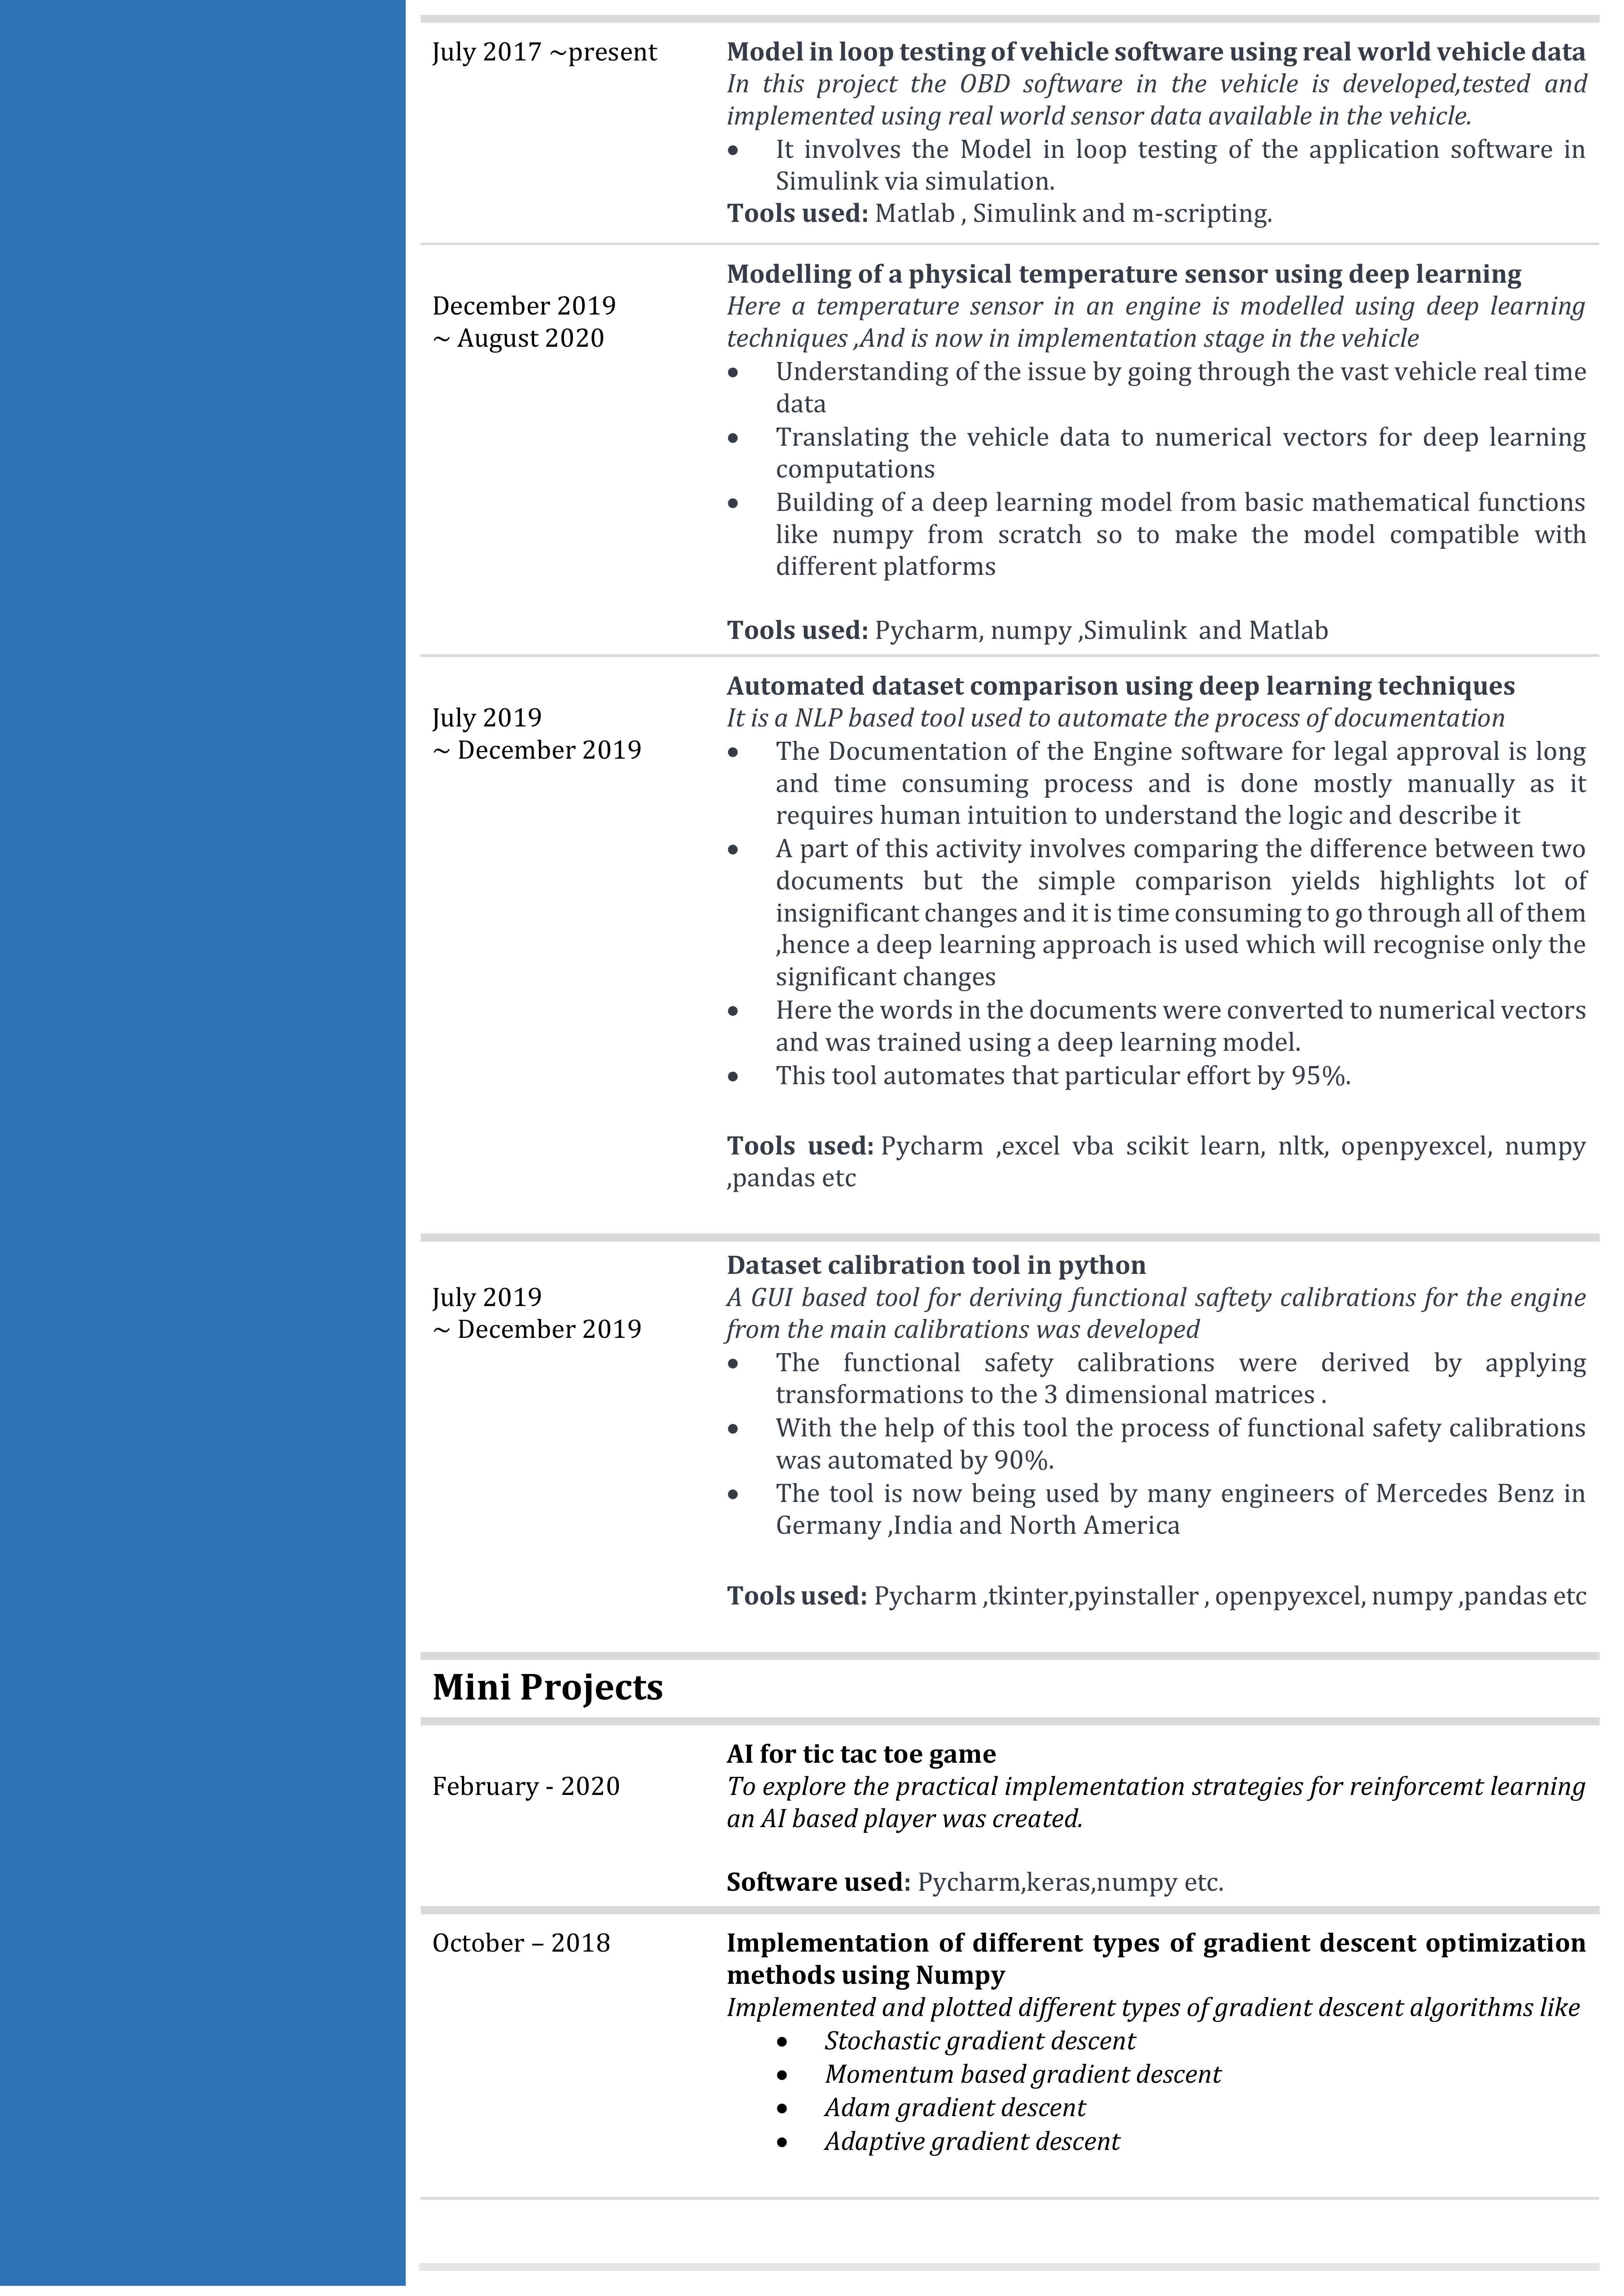 July 2017 ~present
Model in loop testing of vehicle software using real world vehicle data
In this project the OBD software in the vehicle is developed,tested and
implemented using real world sensor data available in the vehicle.
• It involves the Model in loop testing of the application software in
Simulink via simulation.
Tools used: Matlab , Simulink and m-scripting.
December 2019
~ August 2020
Modelling of a physical temperature sensor using deep learning
Here a temperature sensor in an engine is modelled using deep learning
techniques ,And is now in implementation stage in the vehicle
• Understanding of the issue by going through the vast vehicle real time
data
• Translating the vehicle data to numerical vectors for deep learning
computations
• Building of a deep learning model from basic mathematical functions
like numpy from scratch so to make the model compatible with
different platforms
Tools used: Pycharm, numpy ,Simulink and Matlab
July 2019
~ December 2019
Automated dataset comparison using deep learning techniques
It is a NLP based tool used to automate the process of documentation
• The Documentation of the Engine software for legal approval is long
and time consuming process and is done mostly manually as it
requires human intuition to understand the logic and describe it
• A part of this activity involves comparing the difference between two
documents but the simple comparison yields highlights lot of
insignificant changes and it is time consuming to go through all of them
,hence a deep learning approach is used which will recognise only the
significant changes
• Here the words in the documents were converted to numerical vectors
and was trained using a deep learning model.
• This tool automates that particular effort by 95%.
Tools used: Pycharm ,excel vba scikit learn, nltk, openpyexcel, numpy
,pandas etc
July 2019
~ December 2019
Dataset calibration tool in python
A GUI based tool for deriving functional saftety calibrations for the engine
from the main calibrations was developed
• The functional safety calibrations were derived by applying
transformations to the 3 dimensional matrices .
• With the help of this tool the process of functional safety calibrations
was automated by 90%.
• The tool is now being used by many engineers of Mercedes Benz in
Germany ,India and North America
Tools used: Pycharm ,tkinter,pyinstaller , openpyexcel, numpy ,pandas etc
Mini Projects
February - 2020
AI for tic tac toe game
To explore the practical implementation strategies for reinforcemt learning
an AI based player was created.
Software used: Pycharm,keras,numpy etc.
October – 2018
Implementation of different types of gradient descent optimization
methods using Numpy
Implemented and plotted different types of gradient descent algorithms like
• Stochastic gradient descent
• Momentum based gradient descent
• Adam gradient descent
• Adaptive gradient descent